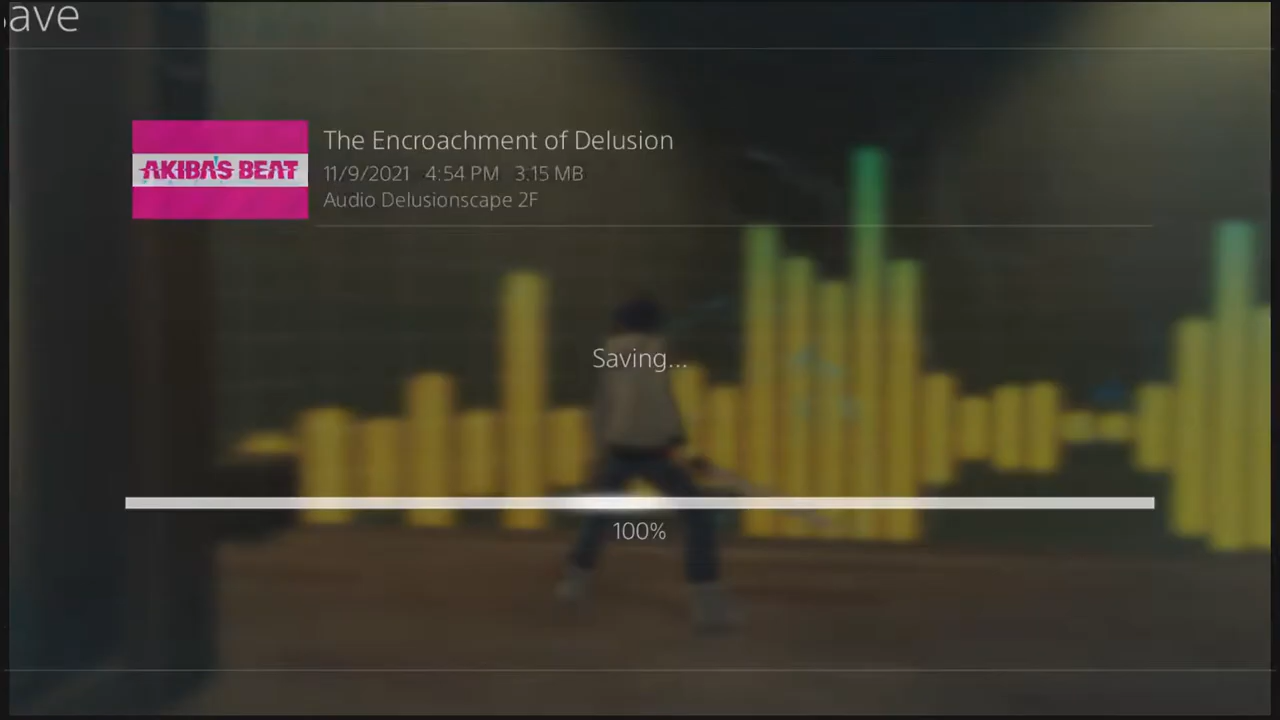 Save
The Encroachment of Delusion
AKIBA'S BEAT
11/9/2021 4:54 PM 3.15 MB
Audio Delusionscape 2F
Saving...
100%